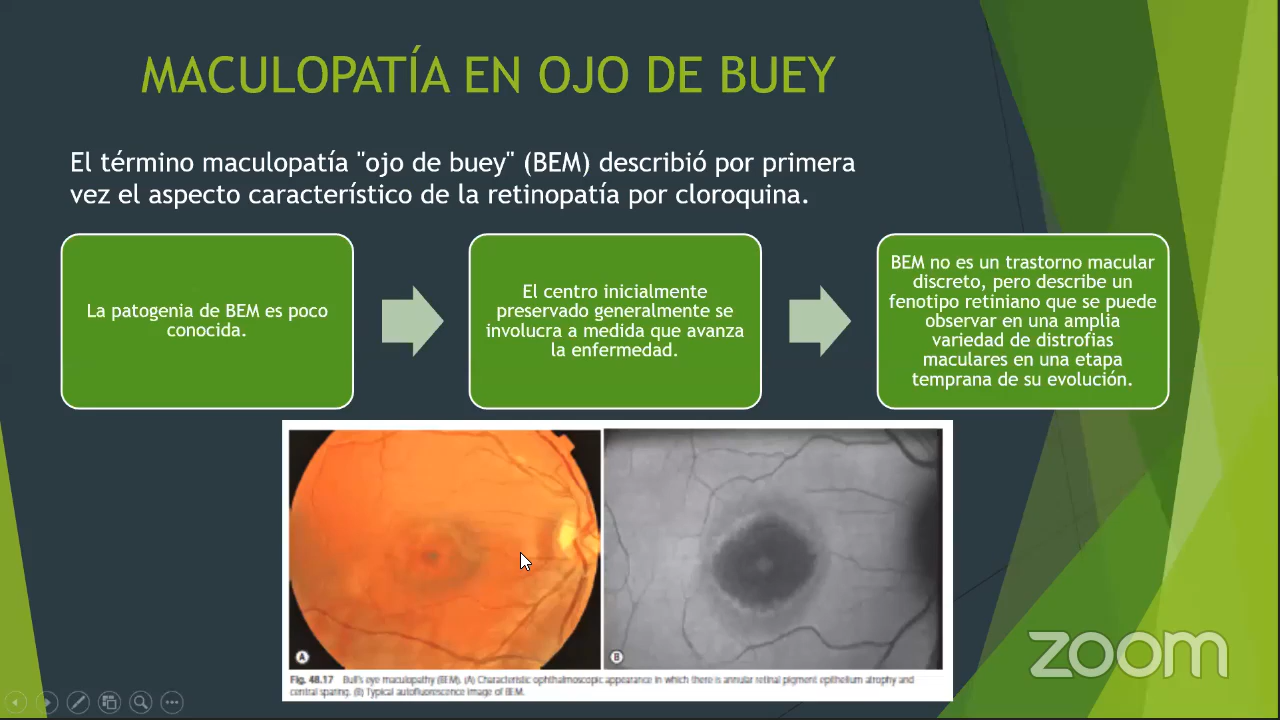 MACULOPATÍA EN OJO DE BUEY
El término maculopatía "ojo de buey" (BEM) describió por primera
vez el aspecto característico de la retinopatía por cloroquina.
La patogenia de BEM es poco
conocida.
El centro inicialmente
preservado generalmente se
involucra a medida que avanza
la enfermedad.
BEM no es un trastorno macular
discreto, pero describe un
fenotipo retiniano que se puede
observar en una amplia
variedad de distrofias
maculares en una etapa
temprana de su evolución.
A
B
Fig. 48.17 Bull's eye maculopathy (BEM). (A) Characteristic ophthalmoscopic appearance in which there is annular retinal pigment epithelium atrophy and
central sparing. (B) Typical autofluorescence image of BEM.
zoom